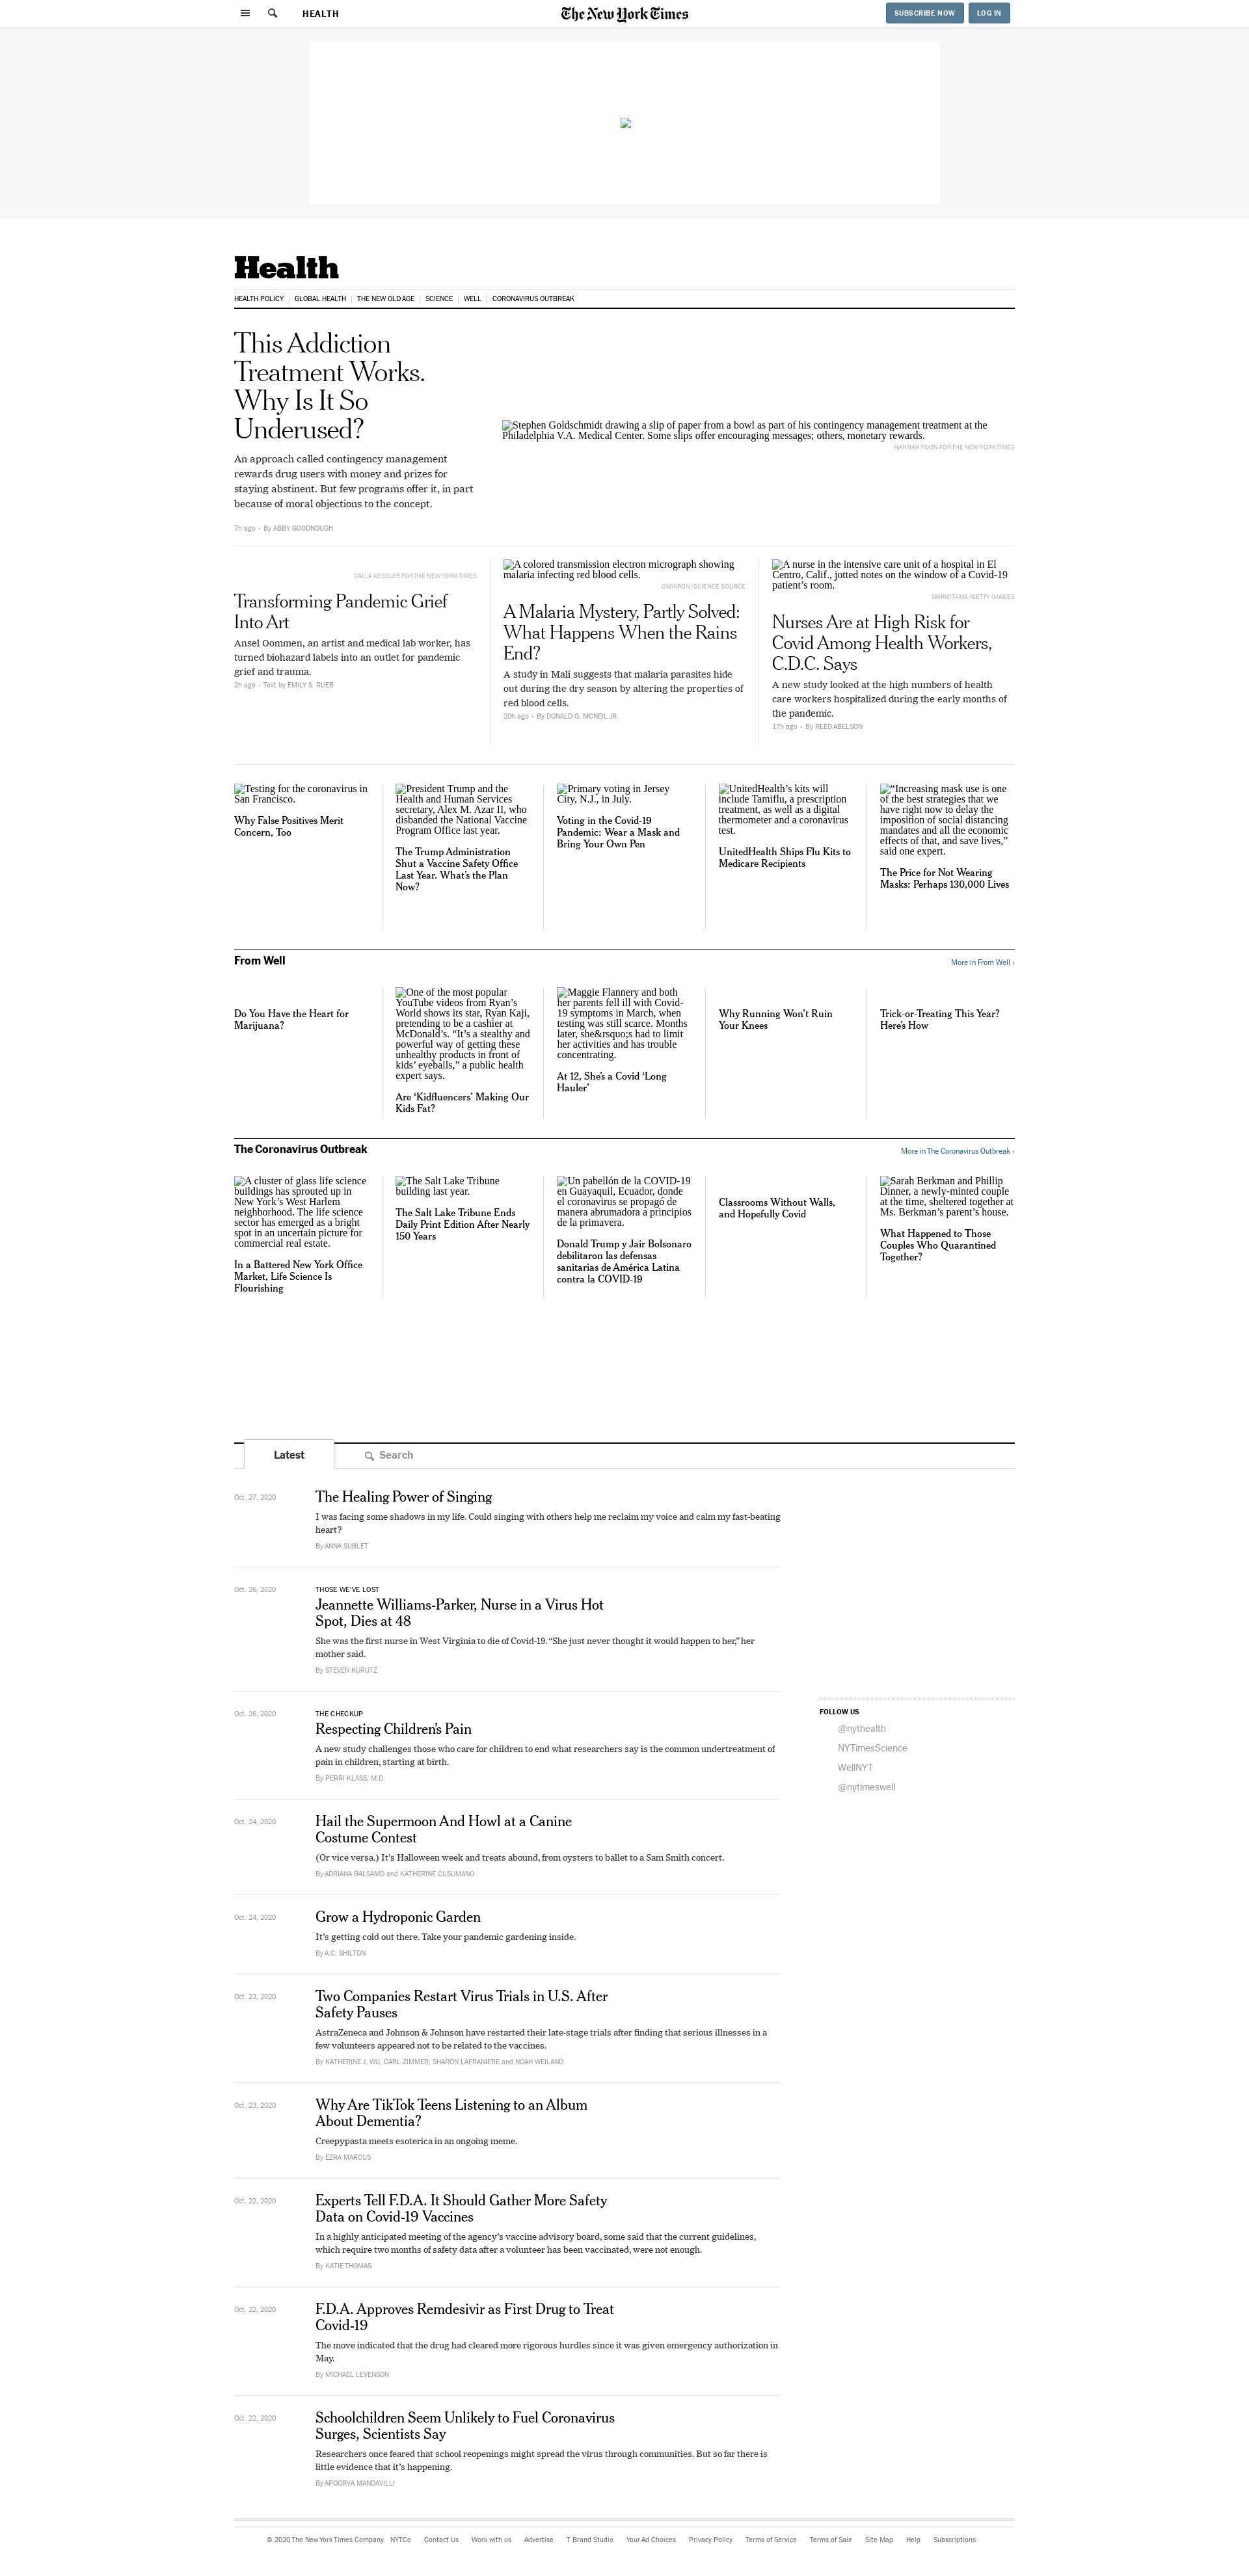 HEALTH
The New York Times
SUBSCRIBE NOW
LOG IN
Health
HEALTH POLICY
GLOBAL HEALTH
THE NEW OLD AGE
SCIENCE
WELL
CORONAVIRUS OUTBREAK
This Addiction
Treatment Works.
Why Is It So
Underused?
An approach called contingency management
rewards drug users with money and prizes for
staying abstinent. But few programs offer it, in part
because of moral objections to the concept.
7h ago • By ABBY GOODNOUGH
Stephen Goldschmidt drawing a slip of paper from a bowl as part of his contingency management treatment at the
Philadelphia V.A. Medical Center. Some slips offer encouraging messages; others, monetary rewards.
HANNAH YOON FOR THE NEW YORK TIMES
CALLA KESSLER FOR THE NEW YORK TIMES
Transforming Pandemic Grief
Into Art
Ansel Oommen, an artist and medical lab worker, has
turned biohazard labels into an outlet for pandemic
grief and trauma.
2h ago • Text by EMILY S. RUEB
A colored transmission electron micrograph showing
malaria infecting red blood cells.
OMIKRON/SCIENCE SOURCE
A Malaria Mystery, Partly Solved:
What Happens When the Rains
End?
A study in Mali suggests that malaria parasites hide
out during the dry season by altering the properties of
red blood cells.
20h ago • By DONALD G. MCNEIL JR.
A nurse in the intensive care unit of a hospital in El
Centro, Calif., jotted notes on the window of a Covid-19
patient’s room.
MARIO TAMA/GETTY IMAGES
Nurses Are at High Risk for
Covid Among Health Workers,
C.D.C. Says
A new study looked at the high numbers of health
care workers hospitalized during the early months of
the pandemic.
17h ago • By REED ABELSON
Testing for the coronavirus in
San Francisco.
Why False Positives Merit
Concern, Too
President Trump and the
Health and Human Services
secretary, Alex M. Azar II, who
disbanded the National Vaccine
Program Office last year.
The Trump Administration
Shut a Vaccine Safety Office
Last Year. What’s the Plan
Now?
Primary voting in Jersey
City, N.J., in July.
Voting in the Covid-19
Pandemic: Wear a Mask and
Bring Your Own Pen
UnitedHealth’s kits will
include Tamiflu, a prescription
treatment, as well as a digital
thermometer and a coronavirus
test.
UnitedHealth Ships Flu Kits to
Medicare Recipients
“Increasing mask use is one
of the best strategies that we
have right now to delay the
imposition of social distancing
mandates and all the economic
effects of that, and save lives,”
said one expert.
The Price for Not Wearing
Masks: Perhaps 130,000 Lives
From Well
More in From Well ›
Do You Have the Heart for
Marijuana?
One of the most popular
YouTube videos from Ryan’s
World shows its star, Ryan Kaji,
pretending to be a cashier at
McDonald’s. “It’s a stealthy and
powerful way of getting these
unhealthy products in front of
kids’ eyeballs,” a public health
expert says.
Are ‘Kidfluencers’ Making Our
Kids Fat?
Maggie Flannery and both
her parents fell ill with Covid-
19 symptoms in March, when
testing was still scarce. Months
later, she&rsquo;s had to limit
her activities and has trouble
concentrating.
At 12, She’s a Covid ‘Long
Hauler’
Why Running Won’t Ruin
Your Knees
Trick-or-Treating This Year?
Here’s How
The Coronavirus Outbreak
More in The Coronavirus Outbreak ›
A cluster of glass life science
buildings has sprouted up in
New York’s West Harlem
neighborhood. The life science
sector has emerged as a bright
spot in an uncertain picture for
commercial real estate.
In a Battered New York Office
Market, Life Science Is
Flourishing
The Salt Lake Tribune
building last year.
The Salt Lake Tribune Ends
Daily Print Edition After Nearly
150 Years
Un pabellón de la COVID-19
en Guayaquil, Ecuador, donde
el coronavirus se propagó de
manera abrumadora a principios
de la primavera.
Donald Trump y Jair Bolsonaro
debilitaron las defensas
sanitarias de América Latina
contra la COVID-19
Classrooms Without Walls,
and Hopefully Covid
Sarah Berkman and Phillip
Dinner, a newly-minted couple
at the time, sheltered together at
Ms. Berkman’s parent’s house.
What Happened to Those
Couples Who Quarantined
Together?
Latest
Search
Oct. 27, 2020
The Healing Power of Singing
I was facing some shadows in my life. Could singing with others help me reclaim my voice and calm my fast-beating
heart?
By ANNA SUBLET
Oct. 26, 2020
THOSE WE’VE LOST
Jeannette Williams-Parker, Nurse in a Virus Hot
Spot, Dies at 48
She was the first nurse in West Virginia to die of Covid-19. “She just never thought it would happen to her,” her
mother said.
By STEVEN KURUTZ
Oct. 26, 2020
THE CHECKUP
Respecting Children’s Pain
A new study challenges those who care for children to end what researchers say is the common undertreatment of
pain in children, starting at birth.
By PERRI KLASS, M.D.
FOLLOW US
@nythealth
NYTimesScience
WellNYT
@nytimeswell
Oct. 24, 2020
Hail the Supermoon And Howl at a Canine
Costume Contest
(Or vice versa.) It’s Halloween week and treats abound, from oysters to ballet to a Sam Smith concert.
By ADRIANA BALSAMO and KATHERINE CUSUMANO
Oct. 24, 2020
Grow a Hydroponic Garden
It’s getting cold out there. Take your pandemic gardening inside.
By A.C. SHILTON
Oct. 23, 2020
Two Companies Restart Virus Trials in U.S. After
Safety Pauses
AstraZeneca and Johnson & Johnson have restarted their late-stage trials after finding that serious illnesses in a
few volunteers appeared not to be related to the vaccines.
By KATHERINE J. WU, CARL ZIMMER, SHARON LAFRANIERE and NOAH WEILAND
Oct. 23, 2020
Why Are TikTok Teens Listening to an Album
About Dementia?
Creepypasta meets esoterica in an ongoing meme.
By EZRA MARCUS
Oct. 22, 2020
Experts Tell F.D.A. It Should Gather More Safety
Data on Covid-19 Vaccines
In a highly anticipated meeting of the agency’s vaccine advisory board, some said that the current guidelines,
which require two months of safety data after a volunteer has been vaccinated, were not enough.
By KATIE THOMAS
Oct. 22, 2020
F.D.A. Approves Remdesivir as First Drug to Treat
Covid-19
The move indicated that the drug had cleared more rigorous hurdles since it was given emergency authorization in
May.
By MICHAEL LEVENSON
Oct. 22, 2020
Schoolchildren Seem Unlikely to Fuel Coronavirus
Surges, Scientists Say
Researchers once feared that school reopenings might spread the virus through communities. But so far there is
little evidence that it’s happening.
By APOORVA MANDAVILLI
© 2020 The New York Times Company NYTCo Contact Us Work with us Advertise T Brand Studio Your Ad Choices Privacy Policy Terms of Service Terms of Sale Site Map Help Subscriptions